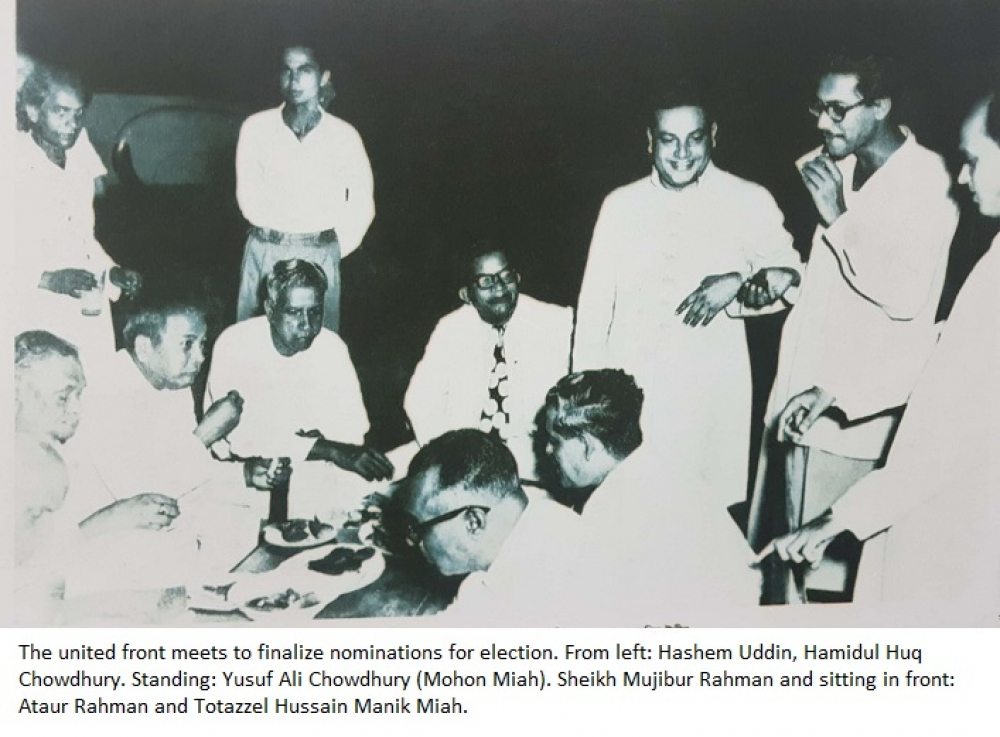 The united front meets to finalize nominations for election. From left: Hashem Uddin, Hamidul Huq
Chowdhury. Standing: Yusuf Ali Chowdhury (Mohon Miah). Sheikh Mujibur Rahman and sitting in front:
Ataur Rahman and Totazzel Hussain Manik Miah.